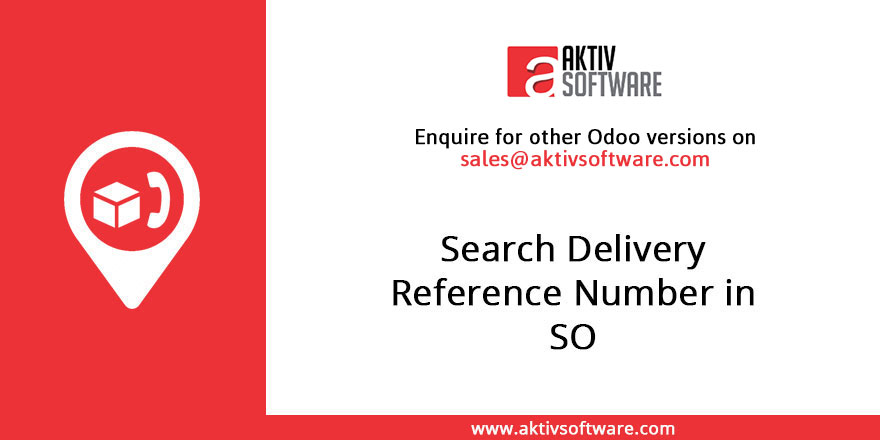 AKTIV
SOFTWARE
Enquire for other Odoo versions on
sales@aktivsoftware.com
Search Delivery
Reference Number in
SO
www.aktivsoftware.com